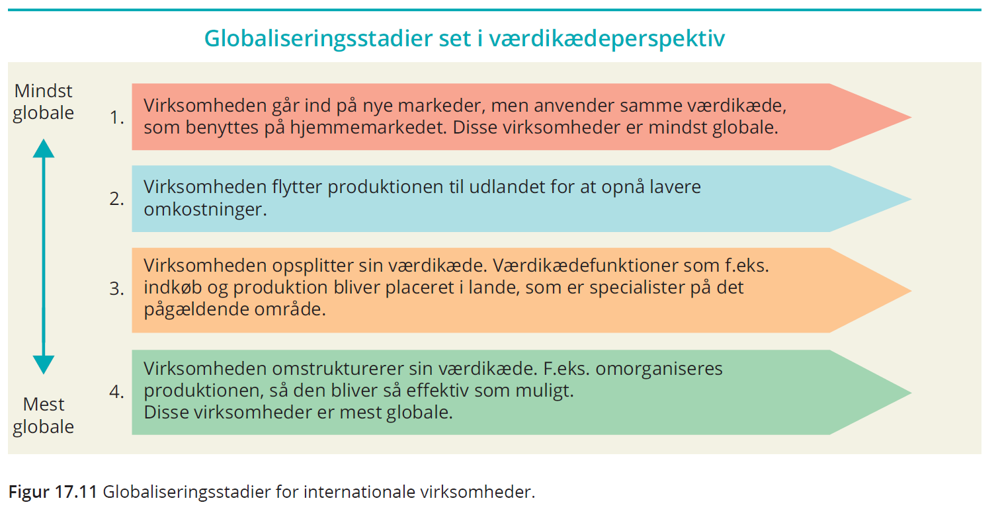 Globaliseringsstadier set i værdikædeperspektiv
Mindst
globale
1.
Virksomheden går ind på nye markeder, men anvender samme værdikæde,
som benyttes på hjemmemarkedet. Disse virksomheder er mindst globale.
2.
Virksomheden flytter produktionen til udlandet for at opnå lavere
omkostninger.
3.
Virksomheden opsplitter sin værdikæde. Værdikædefunktioner som f.eks.
indkøb og produktion bliver placeret i lande, som er specialister på det
pågældende område.
4.
Virksomheden omstrukturerer sin værdikæde. F.eks. omorganiseres
produktionen, så den bliver så effektiv som muligt.
Disse virksomheder er mest globale.
Mest
globale
Figur 17.11 Globaliseringsstadier for internationale virksomheder.